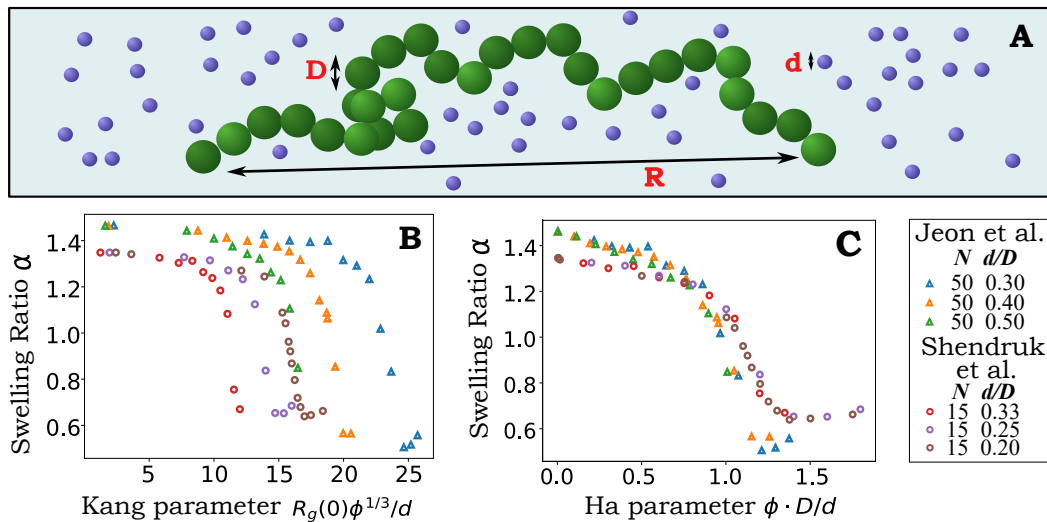 A
D
d
R
B
Swelling Ratio α
1.4
1.2
1.0
0.8
0.6
5
10
15
20
25
Kang parameter R_g(0)ϕ^{1/3}/d
C
Swelling Ratio α
1.4
1.2
1.0
0.8
0.6
0.4
0.0
0.5
1.0
1.5
Ha parameter ϕ · D/d
Jeon et al.
N d/D
50 0.30
50 0.40
50 0.50
Shendruk
et al.
N d/D
15 0.33
15 0.25
15 0.20